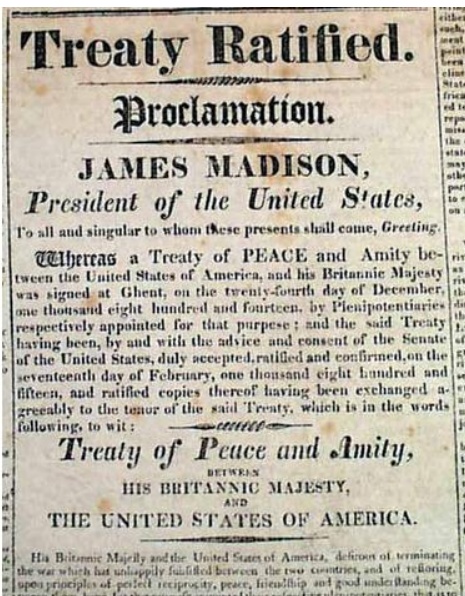 Treaty Ratified.
Proclamation.
JAMES MADISON,
President of the United States,
To all and singular to whom these presents shall come, Greeting.
Whereas a Treaty of PEACE and Amity be-
tween the United States of America, and his Britannic Majesty
was signed at Ghent, on the twenty-fourth day of December,
one thousand eight hundred and fourteen, by Plenipotentiaries
respectively appointed for that purpese; and the said Treaty
having been, by and with the advice and consent of the Senate
of the United States, duly accepted, ratified and confirmed, on the
seventeenth day of February, one thousand eight hundred and
fifteen, and ratified copies thereof having been exchanged a-
greeably to the tenor of the said Treaty, which is in the words
following, to wit:
Treaty of Peace and Amity,
BETWEEN
HIS BRITANNIC MAJESTY,
AND
THE UNITED STATES OF AMERICA.
His Britannic Majesty and the United States of America, desirous of terminating
the war which has unhappily subsisted between the two countries, and of restoring,
upon principles of perfect reciprocity, peace, friendship and good understanding be-